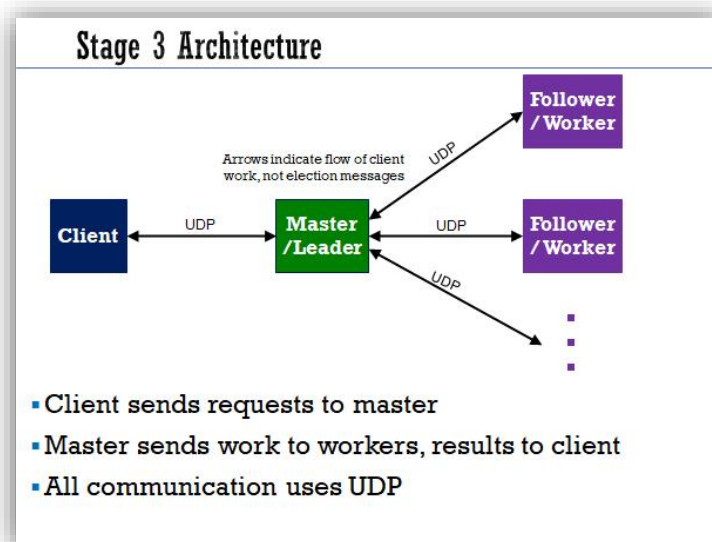 Stage 3 Architecture
Follower
/Worker
Arrows indicate flow of client
work, not election messages
UDP
Client
UDP
Master
/Leader
UDP
Follower
/Worker
UDP
Client sends requests to master
Master sends work to workers, results to client
All communication uses UDP